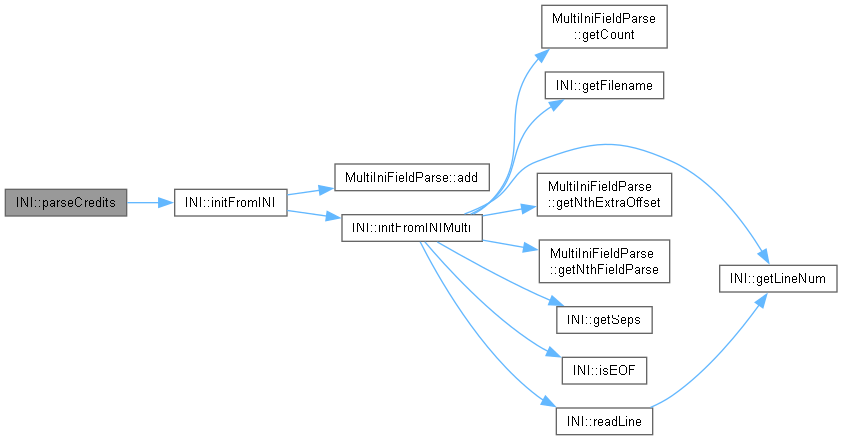 MultiIniFieldParse
::getCount
INI::getFilename
MultiIniFieldParse::add
INI::parseCredits
INI::initFromINI
MultiIniFieldParse
::getNthExtraOffset
INI::initFromINIMulti
MultiIniFieldParse
::getNthFieldParse
INI::getLineNum
INI::getSeps
INI::isEOF
INI::readLine